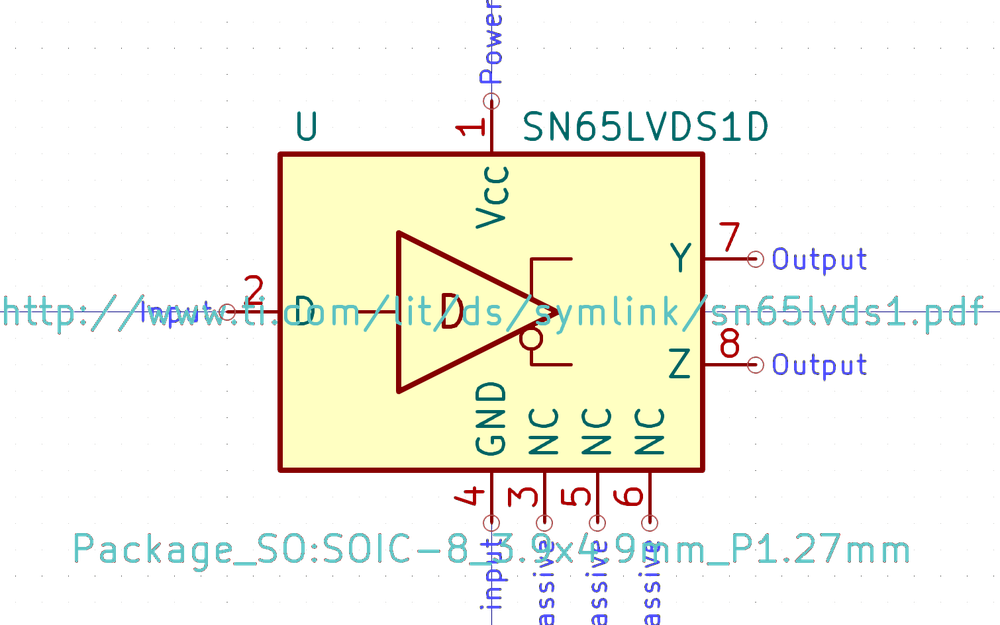 Power
U
SN65LVDS1D
1
Vcc
Y
7
Output
2
Input
D
D
http://www.ti.com/lit/ds/symlink/sn65lvds1.pdf
8
Z
Output
GND
NC
NC
NC
4
3
5
6
Package_SO:SOIC-8_3.9x4.9mm_P1.27mm
input
assive
assive
assive